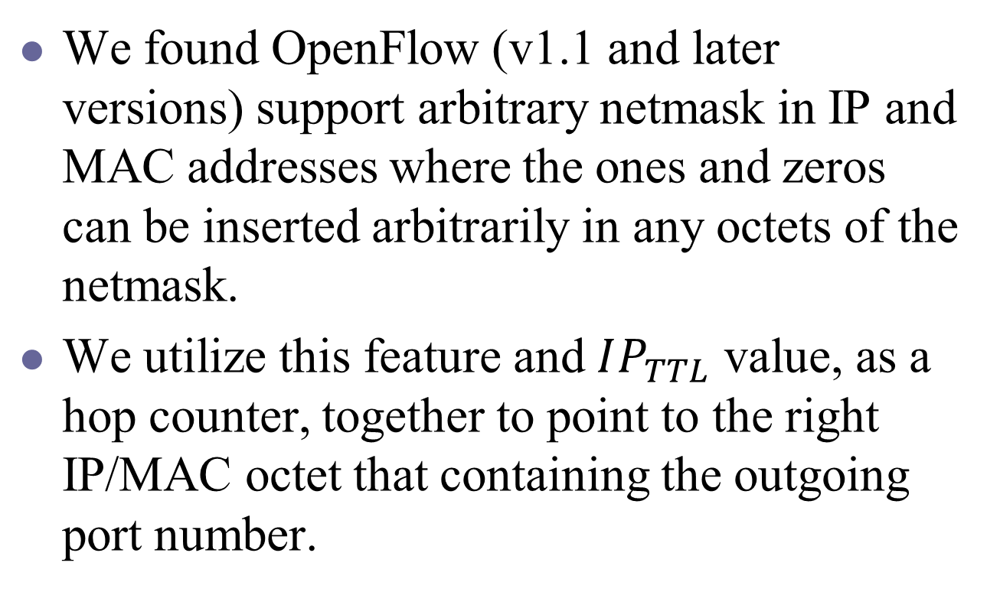 • We found OpenFlow (v1.1 and later
versions) support arbitrary netmask in IP and
MAC addresses where the ones and zeros
can be inserted arbitrarily in any octets of the
netmask.
• We utilize this feature and IP_TTL value, as a
hop counter, together to point to the right
IP/MAC octet that containing the outgoing
port number.